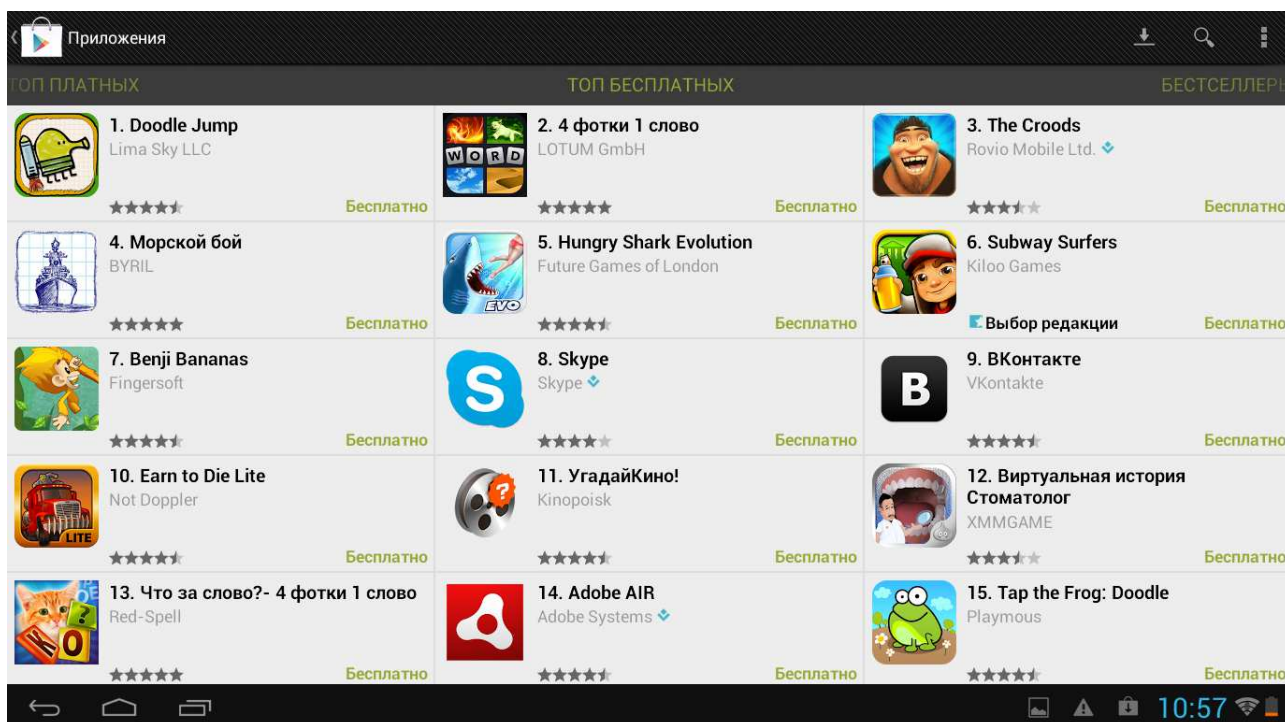 Приложения
ТОП ПЛАТНЫХ
ТОП БЕСПЛАТНЫХ
БЕСТСЕЛЛЕРЫ
1. Doodle Jump
Lima Sky LLC
Бесплатно
WORD
2. 4 фотки 1 слово
LOTUM GmbH
Бесплатно
3. The Croods
Rovio Mobile Ltd.
Бесплатно
4. Морской бой
BYRIL
Бесплатно
EVO
5. Hungry Shark Evolution
Future Games of London
Бесплатно
6. Subway Surfers
Kiloo Games
Выбор редакции
Бесплатно
7. Benji Bananas
Fingersoft
Бесплатно
S
8. Skype
Skype
Бесплатно
B
9. ВКонтакте
VKontakte
Бесплатно
LITE
10. Earn to Die Lite
Not Doppler
Бесплатно
?
11. УгадайКино!
Kinopoisk
Бесплатно
12. Виртуальная история
Стоматолог
XMMGAME
Бесплатно
?
КО
13. Что за слово?- 4 фотки 1 слово
Red-Spell
Бесплатно
14. Adobe AIR
Adobe Systems
Бесплатно
15. Tap the Frog: Doodle
Playmous
Бесплатно
10:57